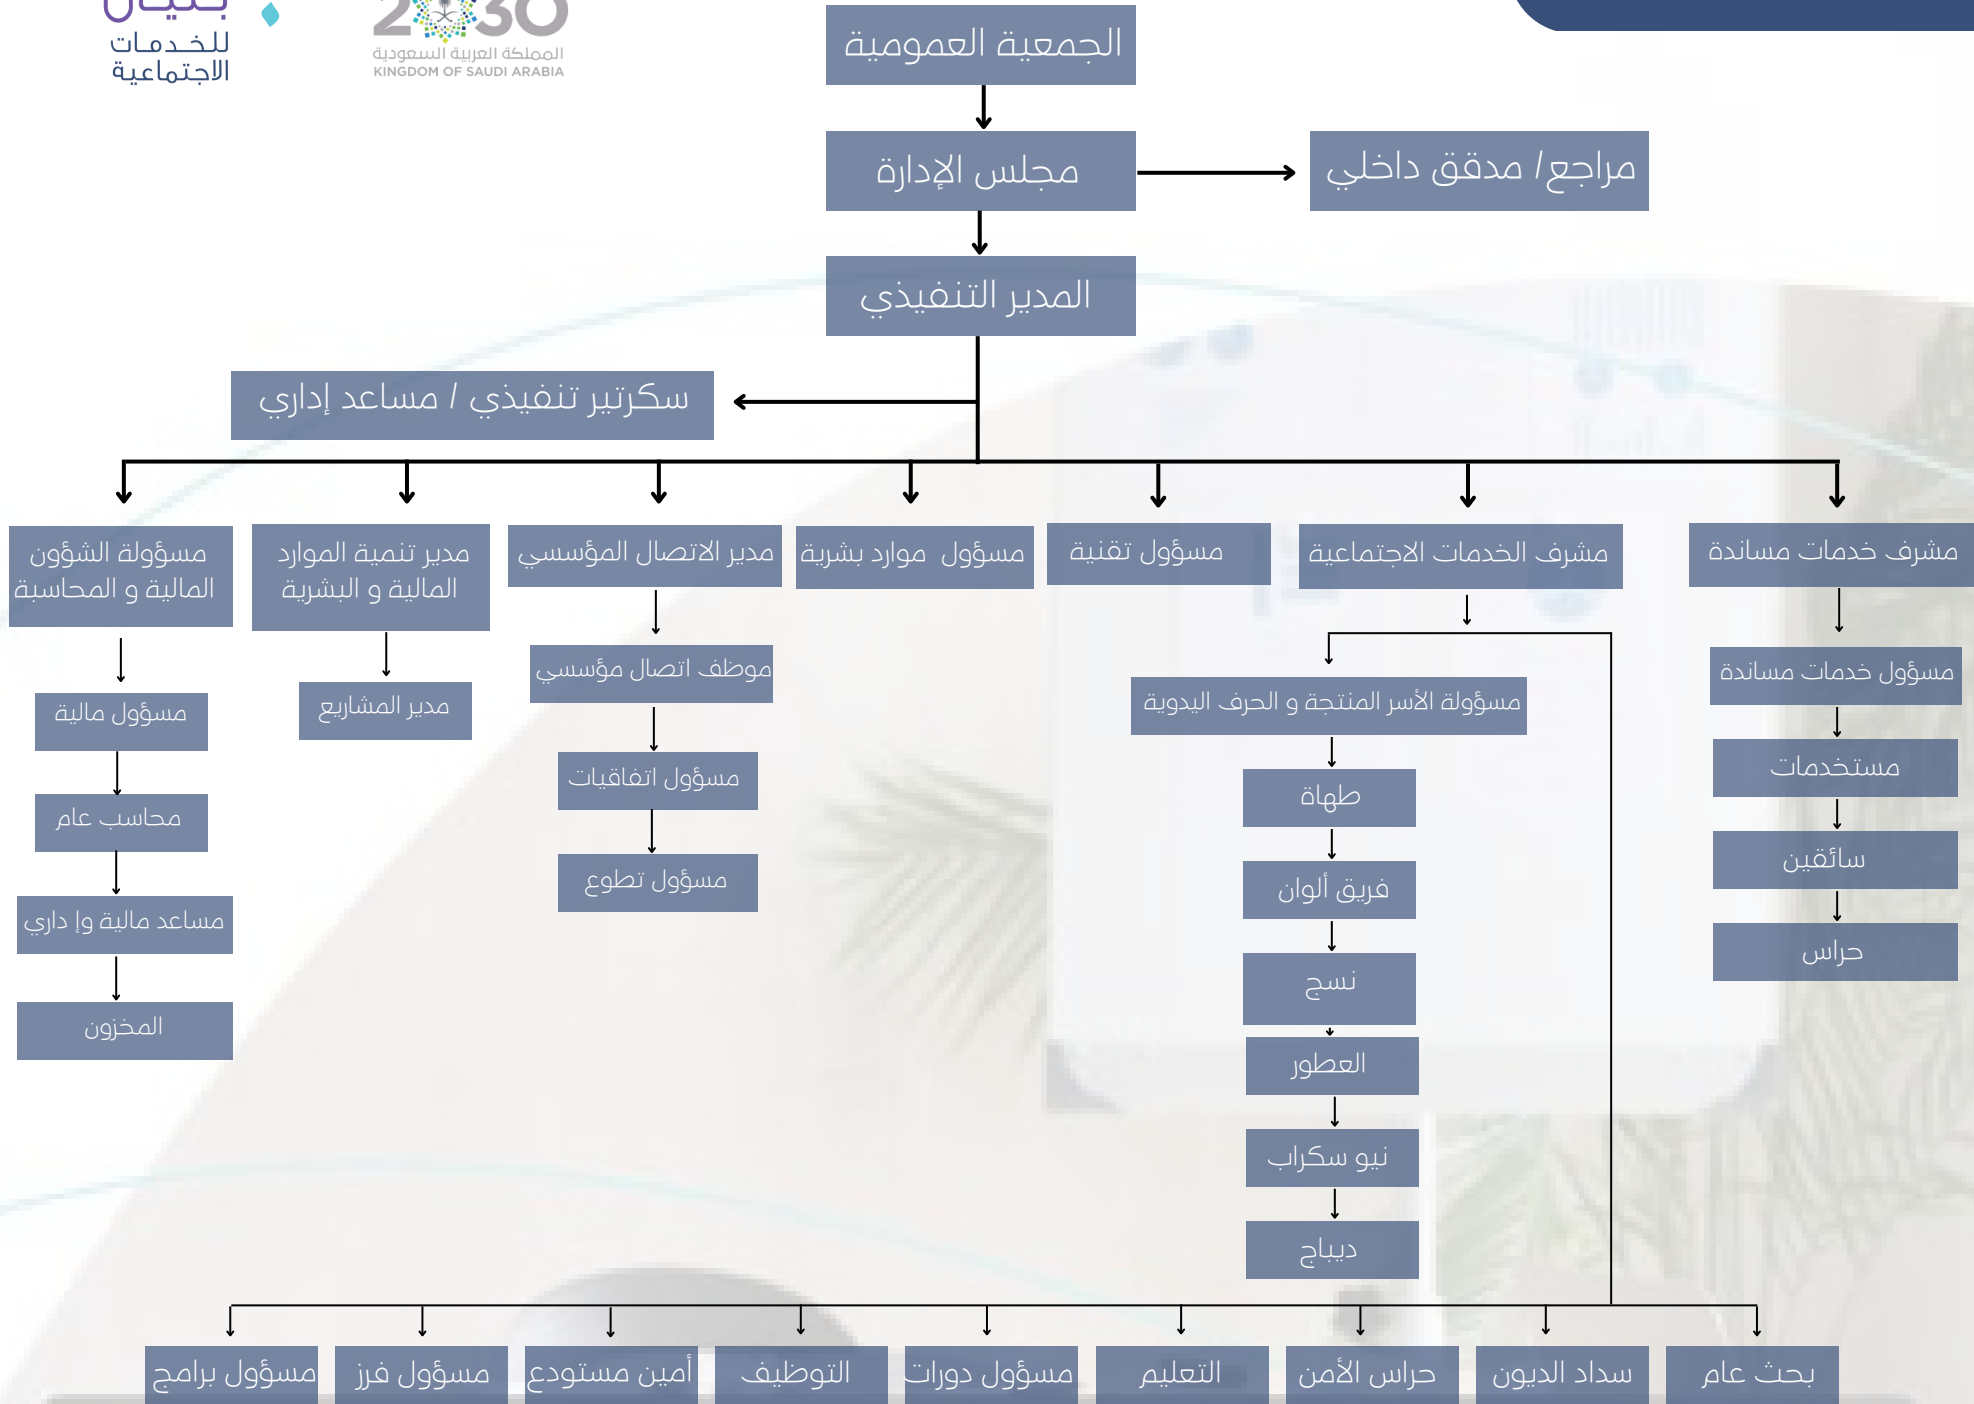 بنيان
للخدمات
الاجتماعية
2030
المملكة العربية السعودية
KINGDOM OF SAUDI ARABIA
الجمعية العمومية
مجلس الإدارة
مراجع/ مدقق داخلي
المدير التنفيذي
سكرتير تنفيذي / مساعد إداري
مشرف خدمات مساندة
مشرف الخدمات الاجتماعية
مسؤول تقنية
مسؤول موارد بشرية
مدير الاتصال المؤسسي
مدير تنمية الموارد
المالية و البشرية
مسؤولة الشؤون
المالية و المحاسبة
مسؤول خدمات مساندة
مستخدمات
سائقين
حراس
مسؤولة الأسر المنتجة و الحرف اليدوية
طهاة
فريق ألوان
نسج
العطور
نيو سكراب
ديباج
موظف اتصال مؤسسي
مسؤول اتفاقيات
مسؤول تطوع
مدير المشاريع
مسؤول مالية
محاسب عام
مساعد مالية وإ داري
المخزون
بحث عام
سداد الديون
حراس الأمن
التعليم
مسؤول دورات
التوظيف
أمين مستودع
مسؤول فرز
مسؤول برامج